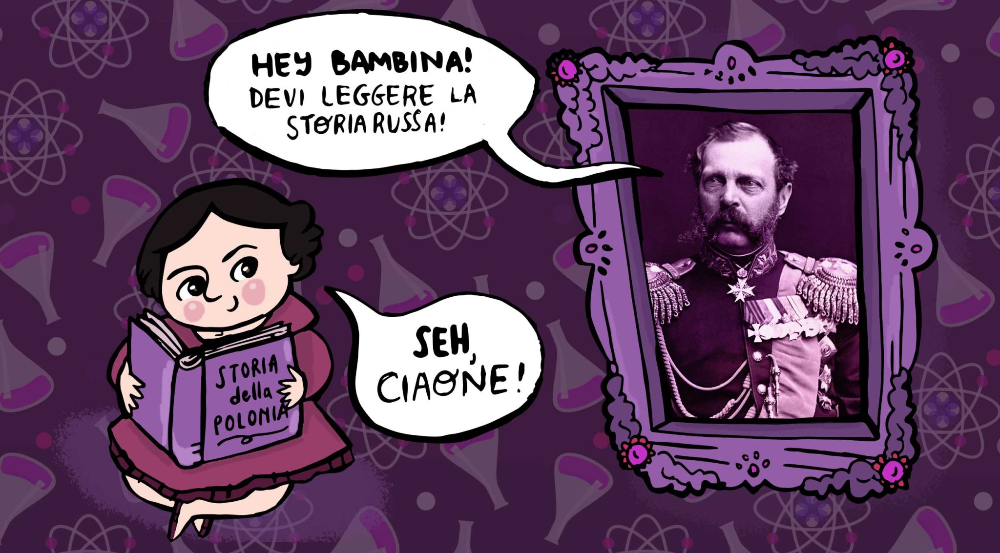 HEY BAMBINA!
DEVI LEGGERE LA
STORIA RUSSA!
SEH,
CIAONE!
STORIA
della
POLONIA